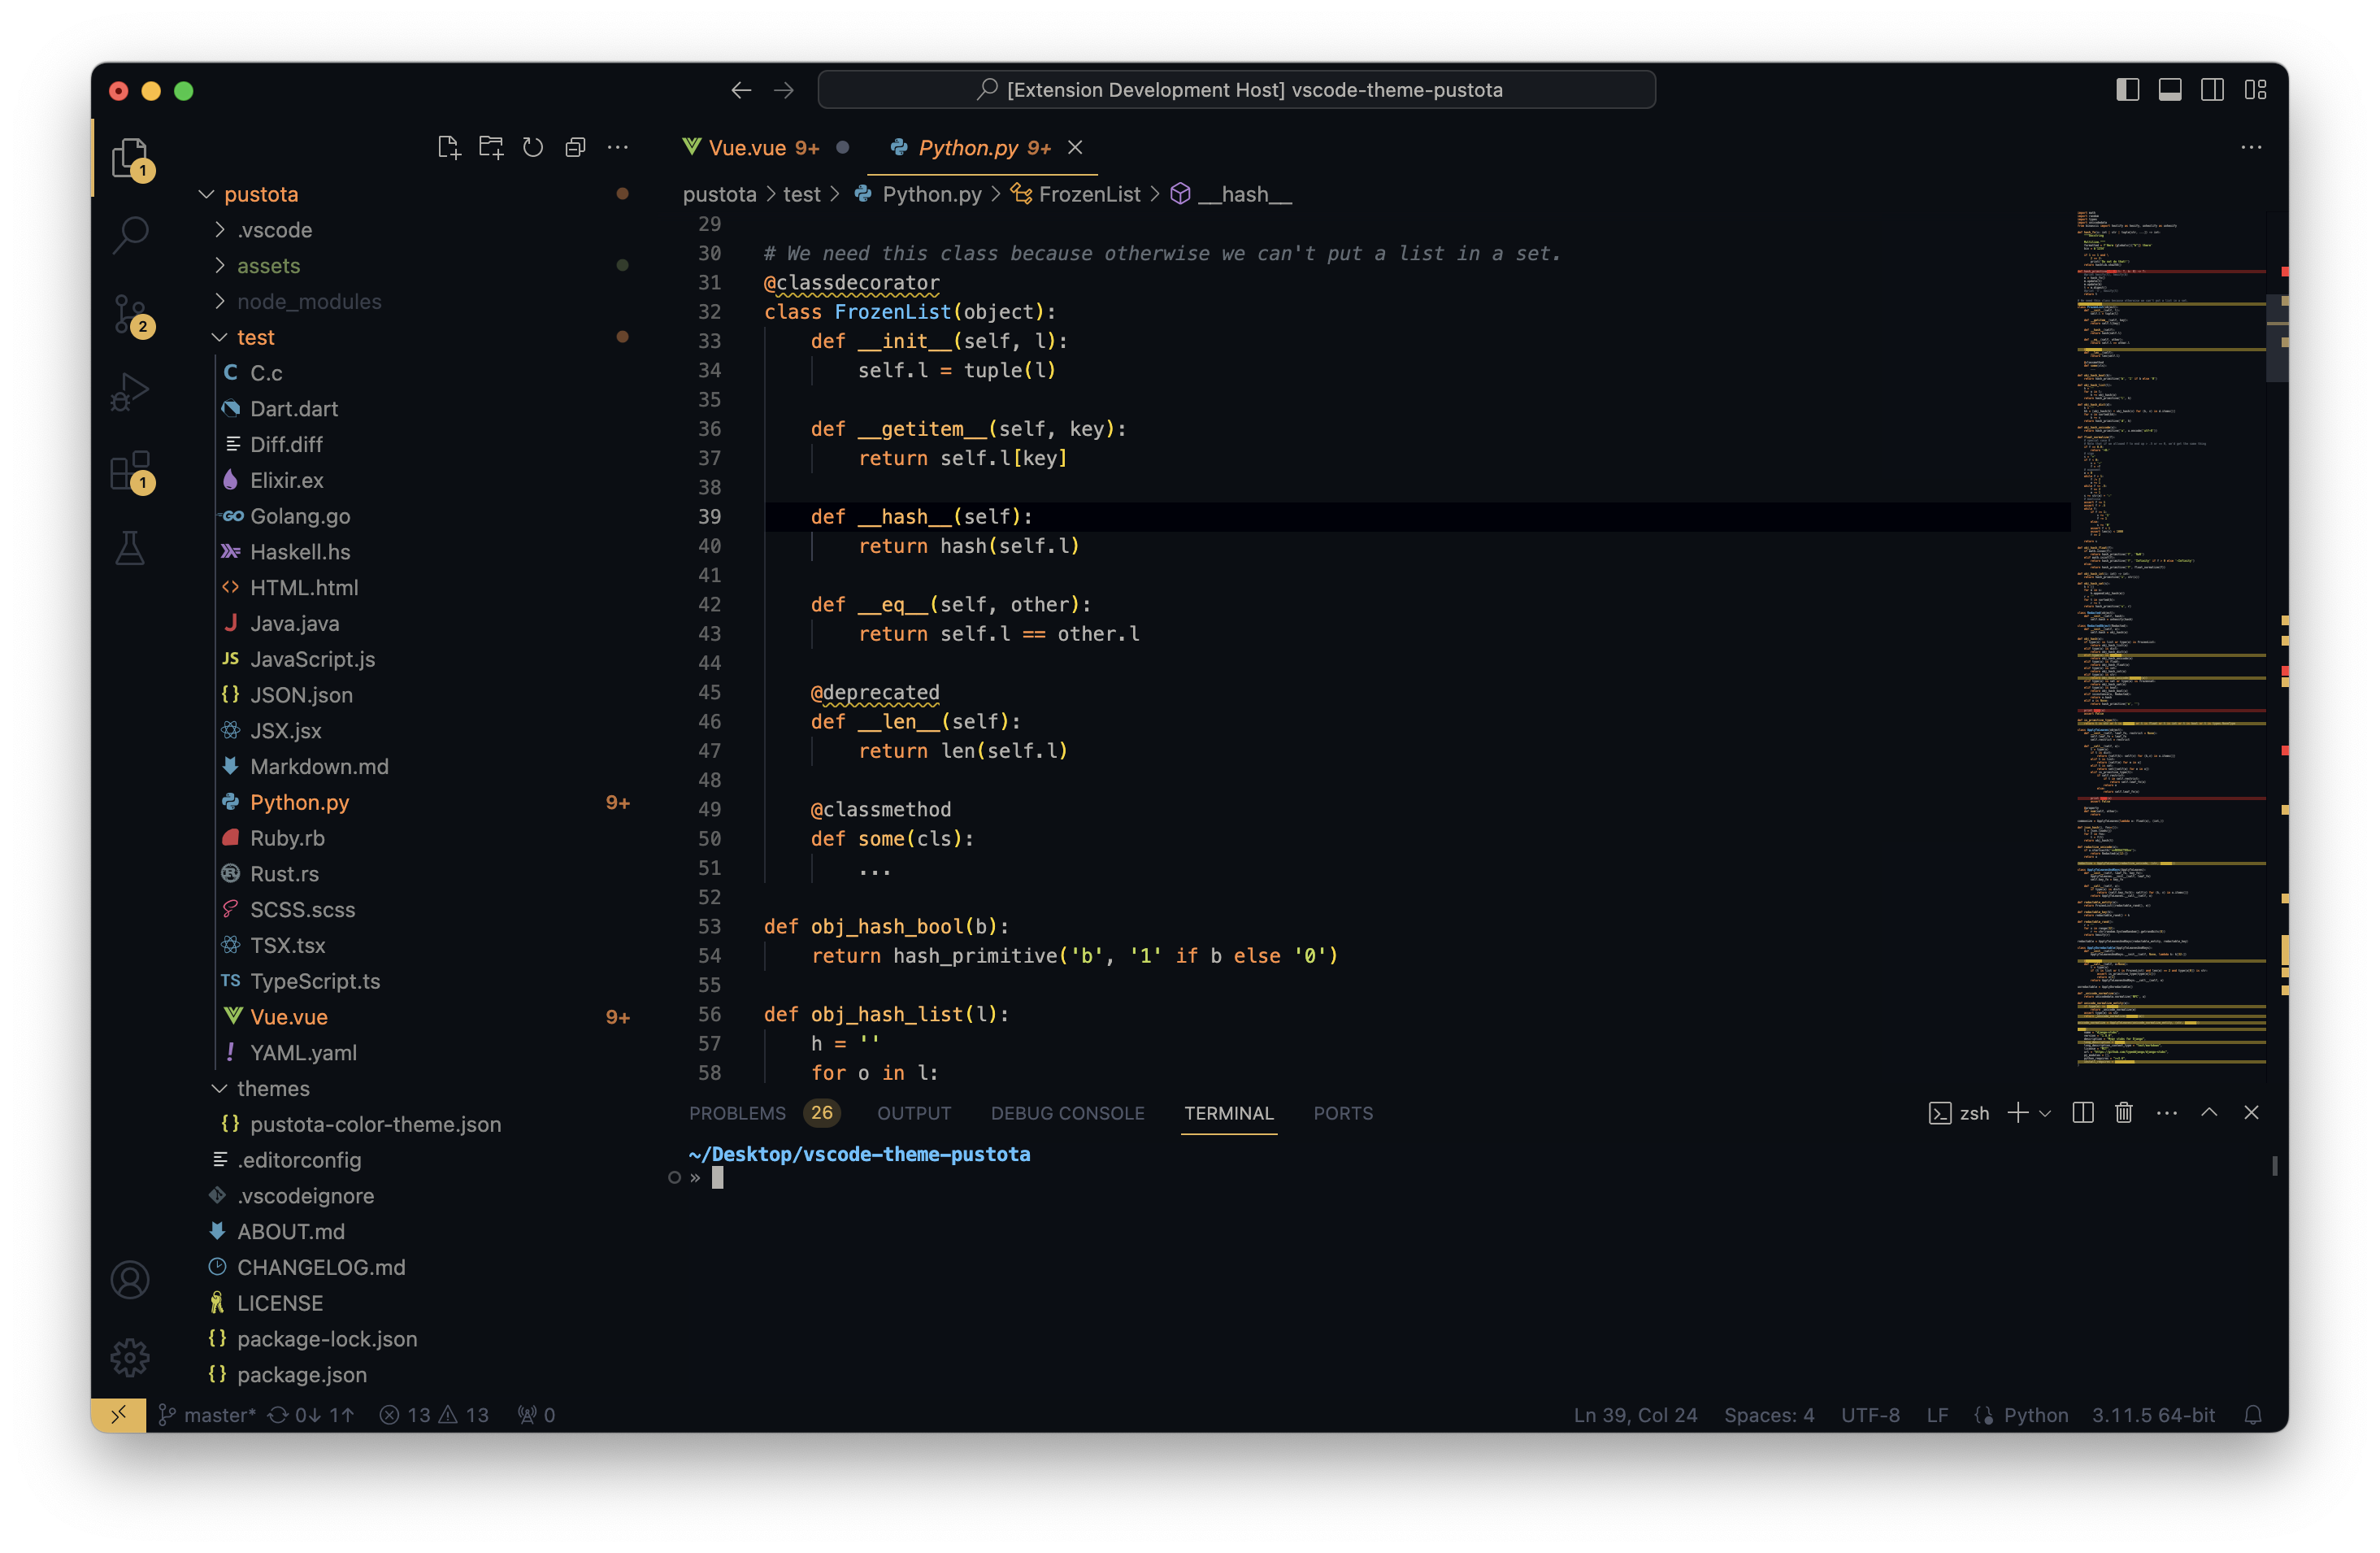 [Extension Development Host] vscode-theme-pustota
1
2
1
pustota
.vscode
assets
node_modules
test
C.c
Dart.dart
Diff.diff
Elixir.ex
Golang.go
Haskell.hs
HTML.html
Java.java
JavaScript.js
JSON.json
JSX.jsx
Markdown.md
Python.py 9+
Ruby.rb
Rust.rs
SCSS.scss
TSX.tsx
TypeScript.ts
Vue.vue 9+
YAML.yaml
themes
pustota-color-theme.json
.editorconfig
.vscodeignore
ABOUT.md
CHANGELOG.md
LICENSE
package-lock.json
package.json
Vue.vue 9+ Python.py 9+
pustota > test > Python.py > FrozenList > __hash__
29
30 # We need this class because otherwise we can't put a list in a set.
31 @classdecorator
32 class FrozenList(object):
33 def __init__(self, l):
34 self.l = tuple(l)
35
36 def __getitem__(self, key):
37 return self.l[key]
38
39 def __hash__(self):
40 return hash(self.l)
41
42 def __eq__(self, other):
43 return self.l == other.l
44
45 @deprecated
46 def __len__(self):
47 return len(self.l)
48
49 @classmethod
50 def some(cls):
51 ...
52
53 def obj_hash_bool(b):
54 return hash_primitive('b', '1' if b else '0')
55
56 def obj_hash_list(l):
57 h = ''
58 for o in l:
PROBLEMS 26 OUTPUT DEBUG CONSOLE TERMINAL PORTS zsh
~/Desktop/vscode-theme-pustota
»
master* 0↓ 1↑ 13 13 0 Ln 39, Col 24 Spaces: 4 UTF-8 LF Python 3.11.5 64-bit